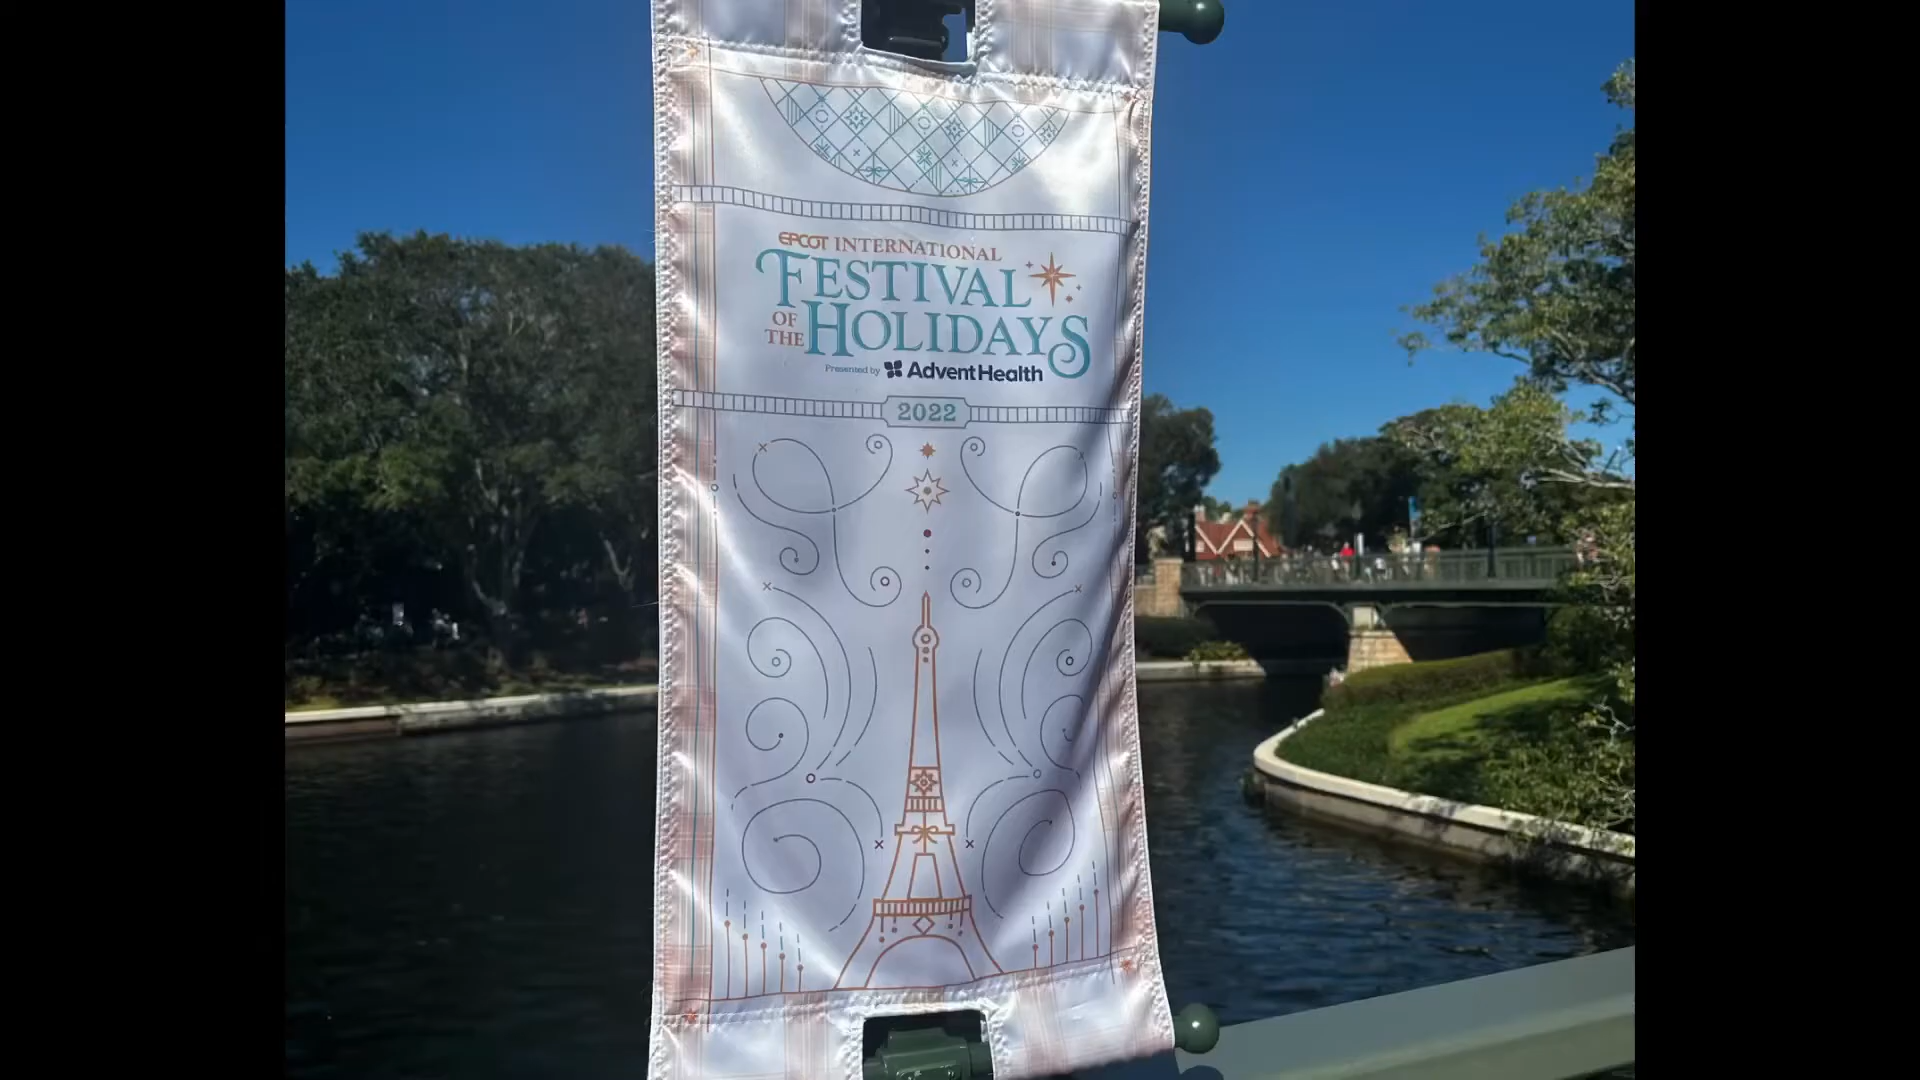 EPCOT INTERNATIONAL
FESTIVAL
OF THE HOLIDAYS
Presented by AdventHealth
2022